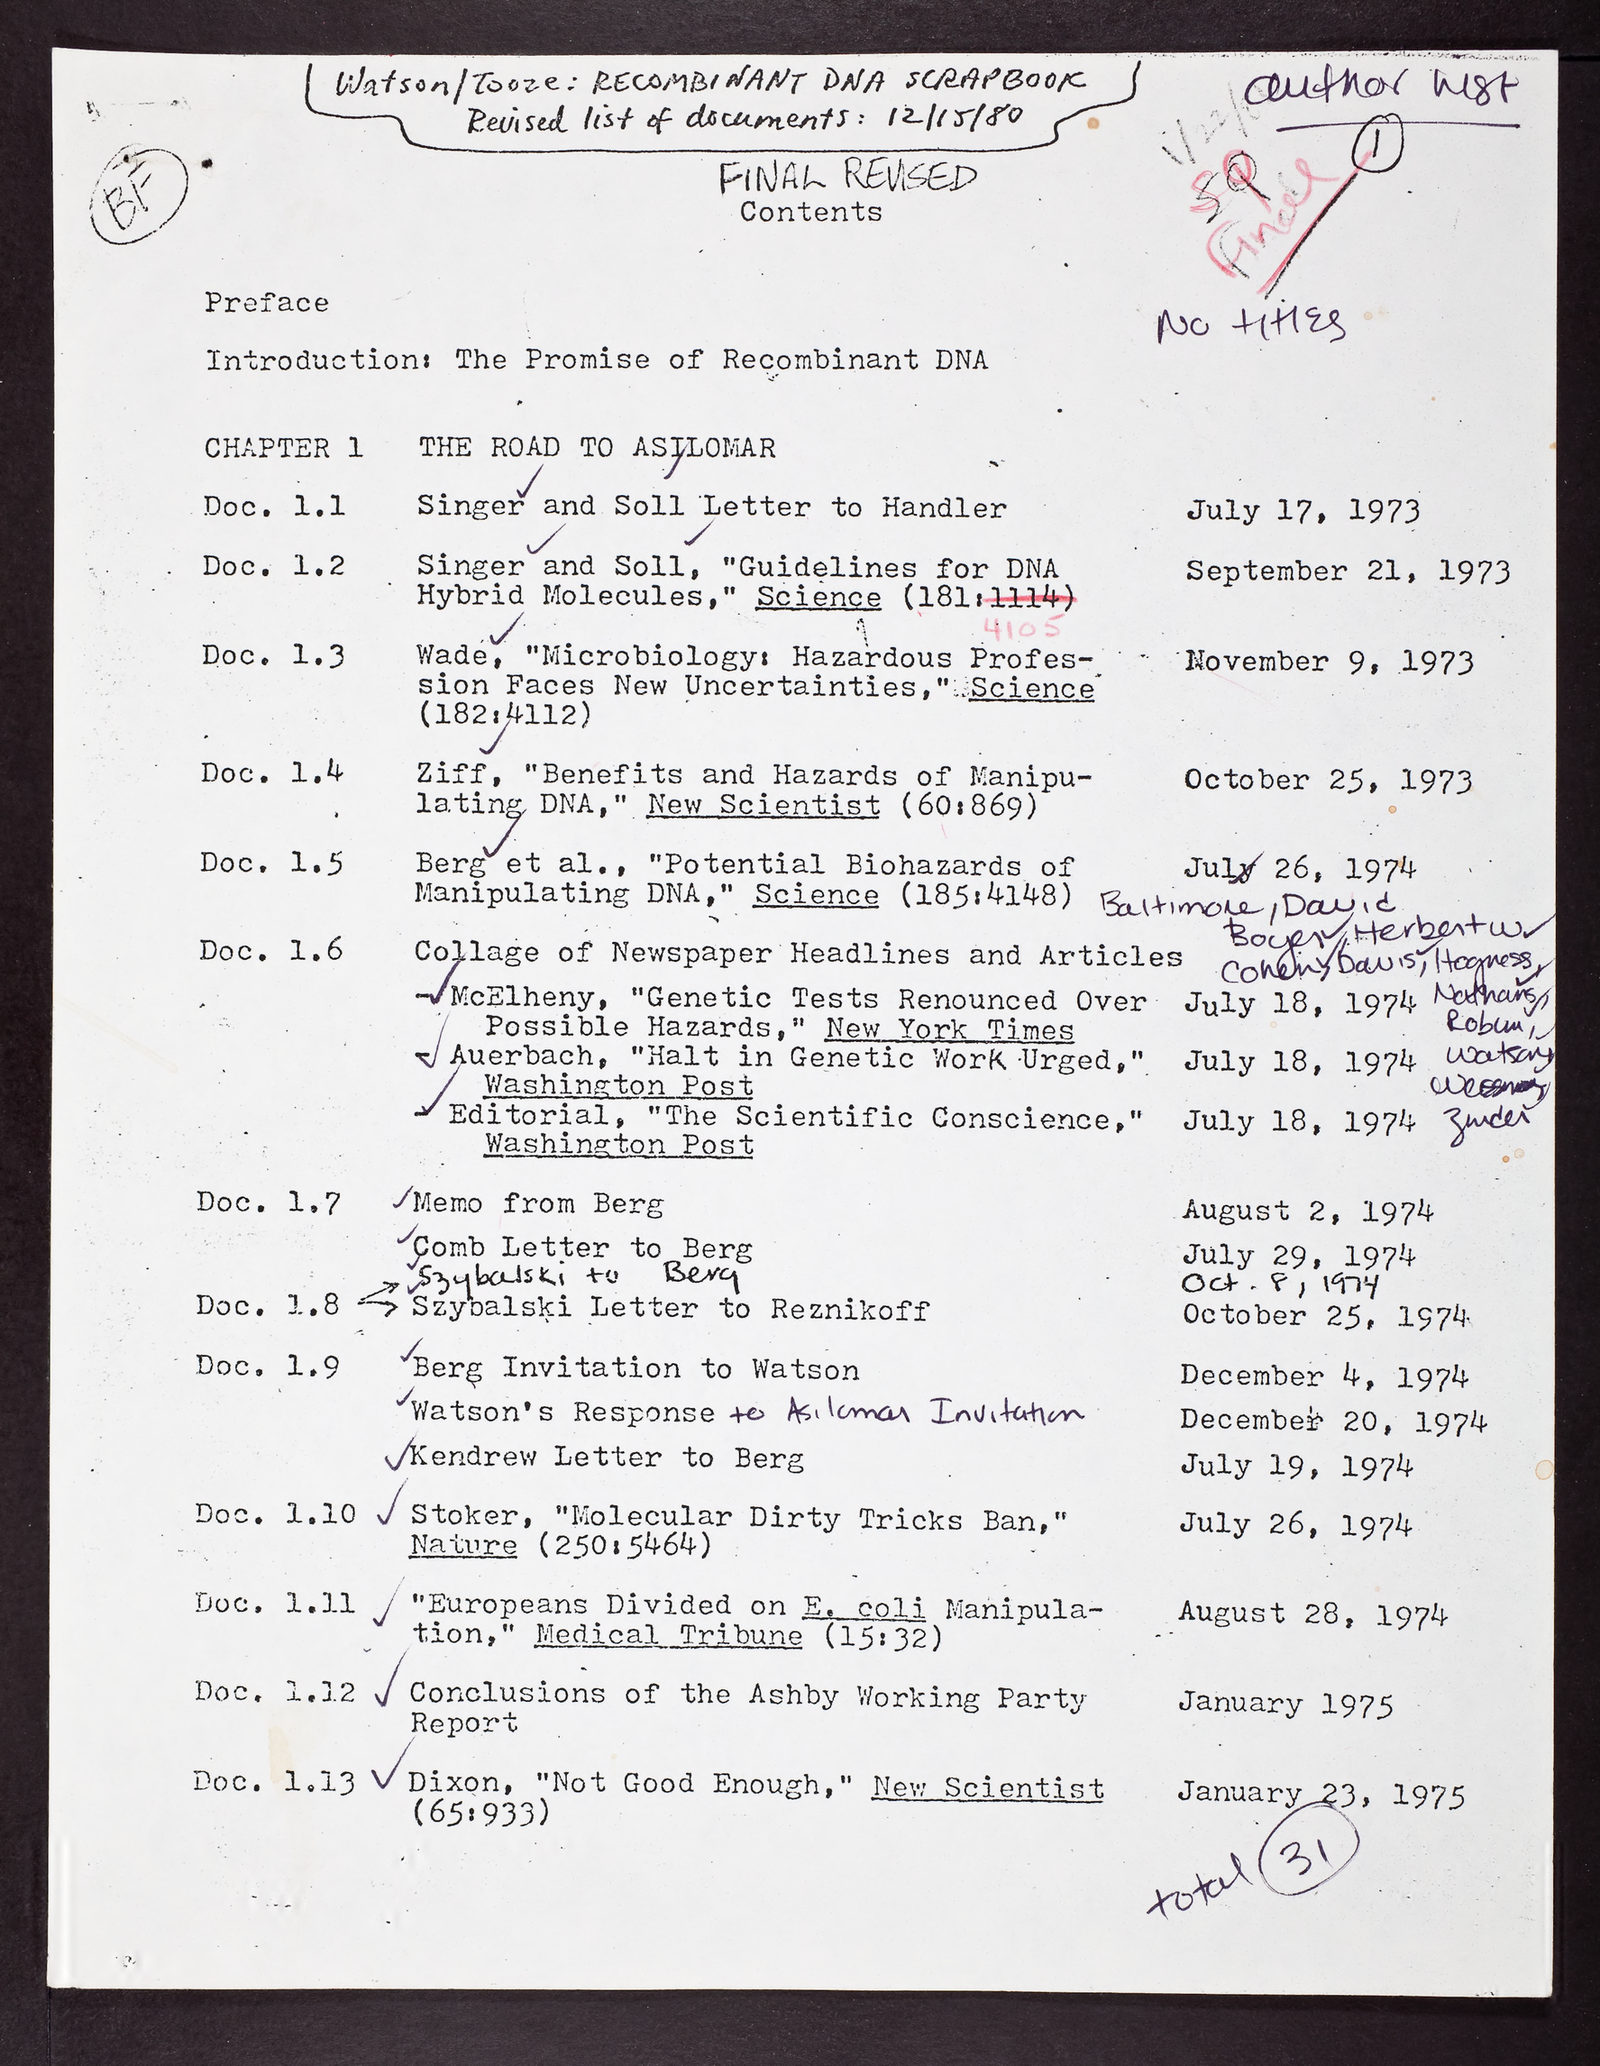 Watson/Tooze: RECOMBINANT DNA SCRAPBOOK
Revised list of documents: 12/15/80
author list
1
BF
FINAL REVISED
Final
Contents
Preface
No titles
Introduction: The Promise of Recombinant DNA
CHAPTER 1 THE ROAD TO ASILOMAR
Doc. 1.1 Singer and Soll Letter to Handler July 17, 1973
Doc. 1.2 Singer and Soll, "Guidelines for DNA September 21, 1973
Hybrid Molecules," Science (181:1114)
4105
Doc. 1.3 Wade, "Microbiology: Hazardous Profes- November 9, 1973
sion Faces New Uncertainties," Science
(182:4112)
Doc. 1.4 Ziff, "Benefits and Hazards of Manipu- October 25, 1973
lating DNA," New Scientist (60:869)
Doc. 1.5 Berg et al., "Potential Biohazards of July 26, 1974
Manipulating DNA," Science (185:4148)
Baltimore, David
Boyer, Herbert W
Cohen, Davis, Hogness,
Nathans,
Robin,
Watson,
Zinder
Doc. 1.6 Collage of Newspaper Headlines and Articles
McElheny, "Genetic Tests Renounced Over July 18, 1974
Possible Hazards," New York Times
Auerbach, "Halt in Genetic Work Urged," July 18, 1974
Washington Post
Editorial, "The Scientific Conscience," July 18, 1974
Washington Post
Doc. 1.7 Memo from Berg August 2, 1974
Comb Letter to Berg July 29, 1974
Szybalski to Berg Oct. 8, 1974
Doc. 1.8 Szybalski Letter to Reznikoff October 25, 1974
Doc. 1.9 Berg Invitation to Watson December 4, 1974
Watson's Response to Asilomar Invitation December 20, 1974
Kendrew Letter to Berg July 19, 1974
Doc. 1.10 Stoker, "Molecular Dirty Tricks Ban," July 26, 1974
Nature (250:5464)
Doc. 1.11 "Europeans Divided on E. coli Manipula- August 28, 1974
tion," Medical Tribune (15:32)
Doc. 1.12 Conclusions of the Ashby Working Party January 1975
Report
Doc. 1.13 Dixon, "Not Good Enough," New Scientist January 23, 1975
(65:933)
total 31